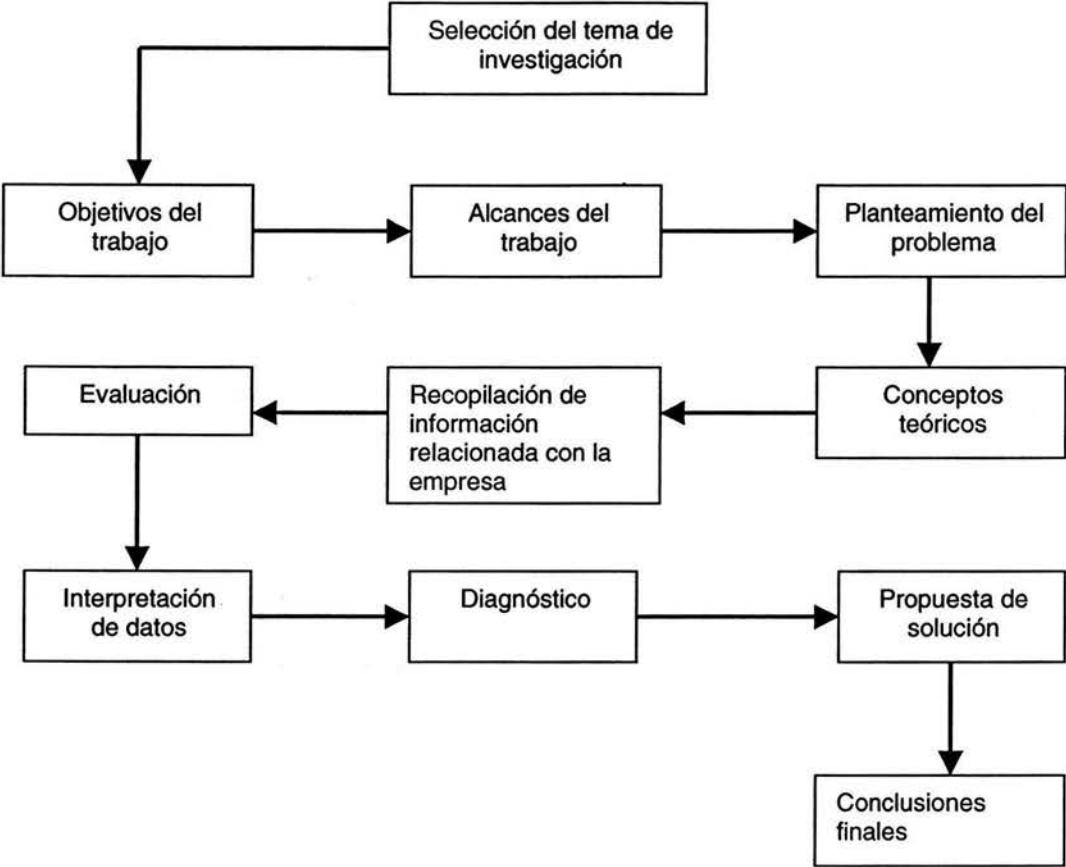 Selección del tema de
investigación
Objetivos del
trabajo
Alcances del
trabajo
Planteamiento del
problema
Evaluación
Recopilación de
información
relacionada con la
empresa
Conceptos
teóricos
Interpretación
de datos
Diagnóstico
Propuesta de
solución
Conclusiones
finales